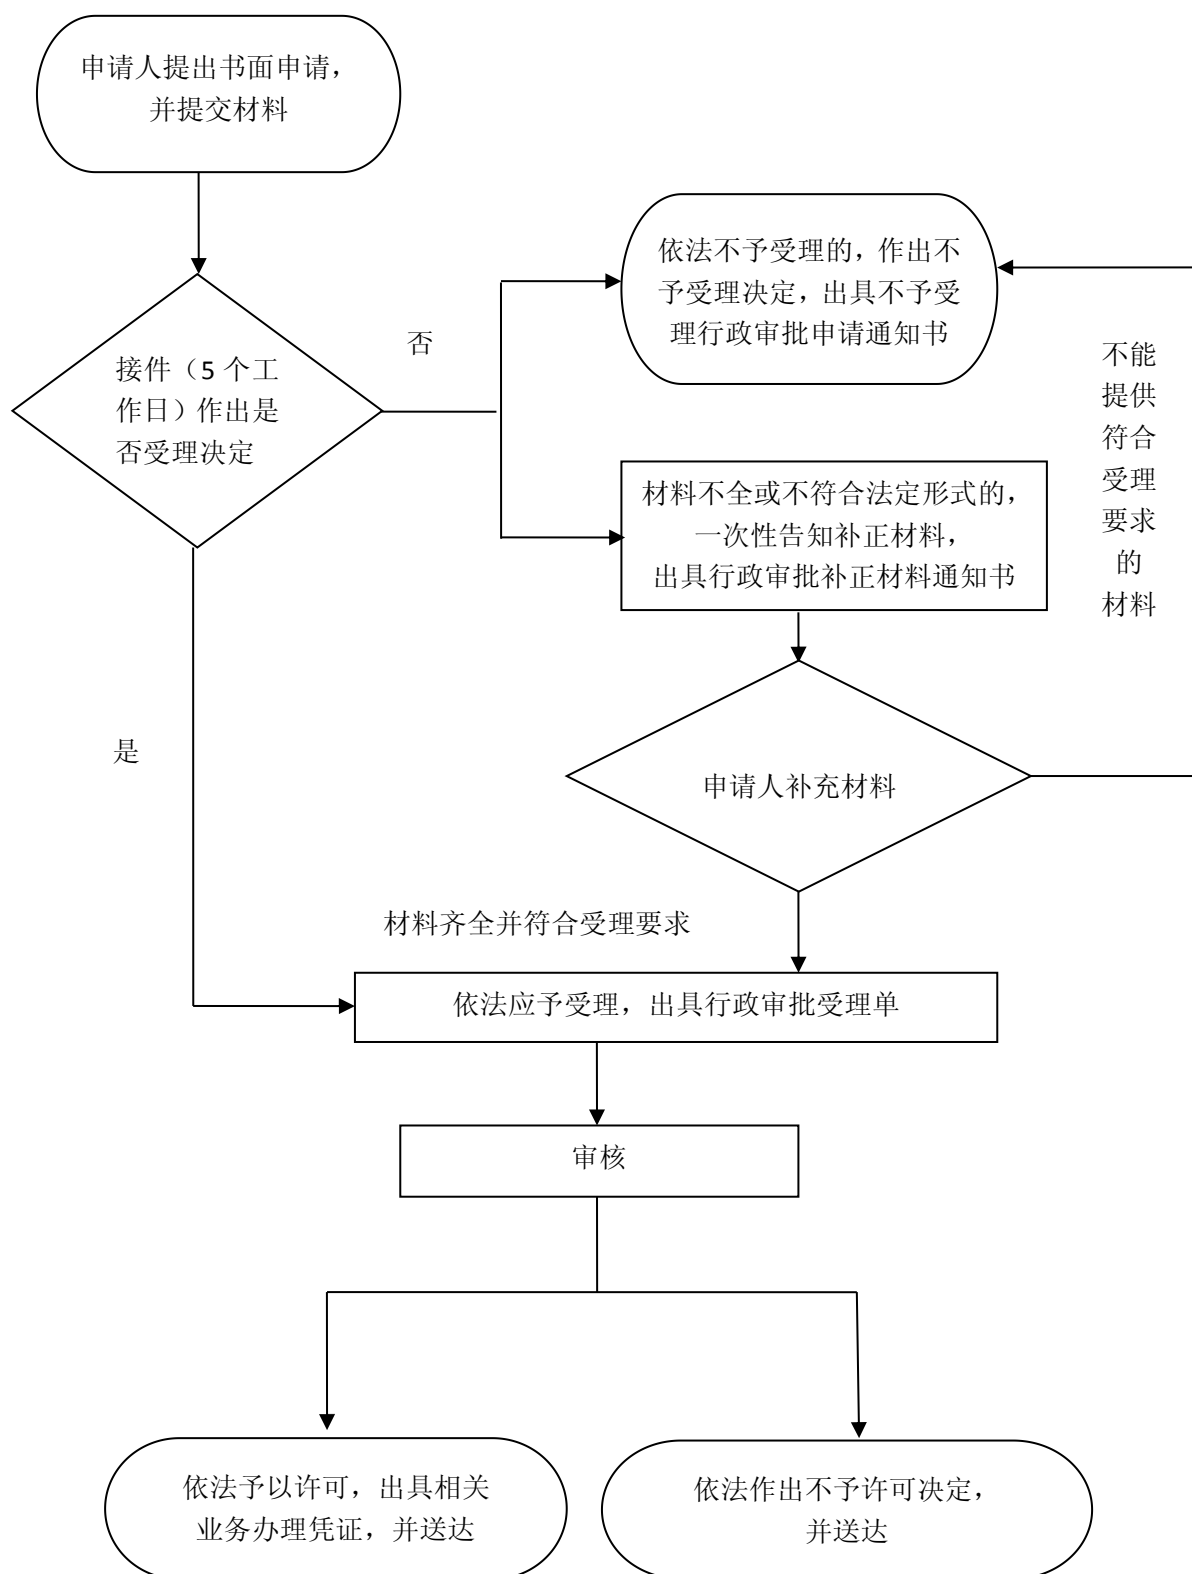 申请人提出书面申请，
并提交材料
依法不予受理的，作出不
予受理决定，出具不予受
理行政审批申请通知书
否
接件（5 个工
作日）作出是
否受理决定
不能
提供
符合
受理
要求
的
材料
材料不全或不符合法定形式的，
一次性告知补正材料，
出具行政审批补正材料通知书
是
申请人补充材料
材料齐全并符合受理要求
依法应予受理，出具行政审批受理单
审核
依法予以许可，出具相关
业务办理凭证，并送达
依法作出不予许可决定，
并送达